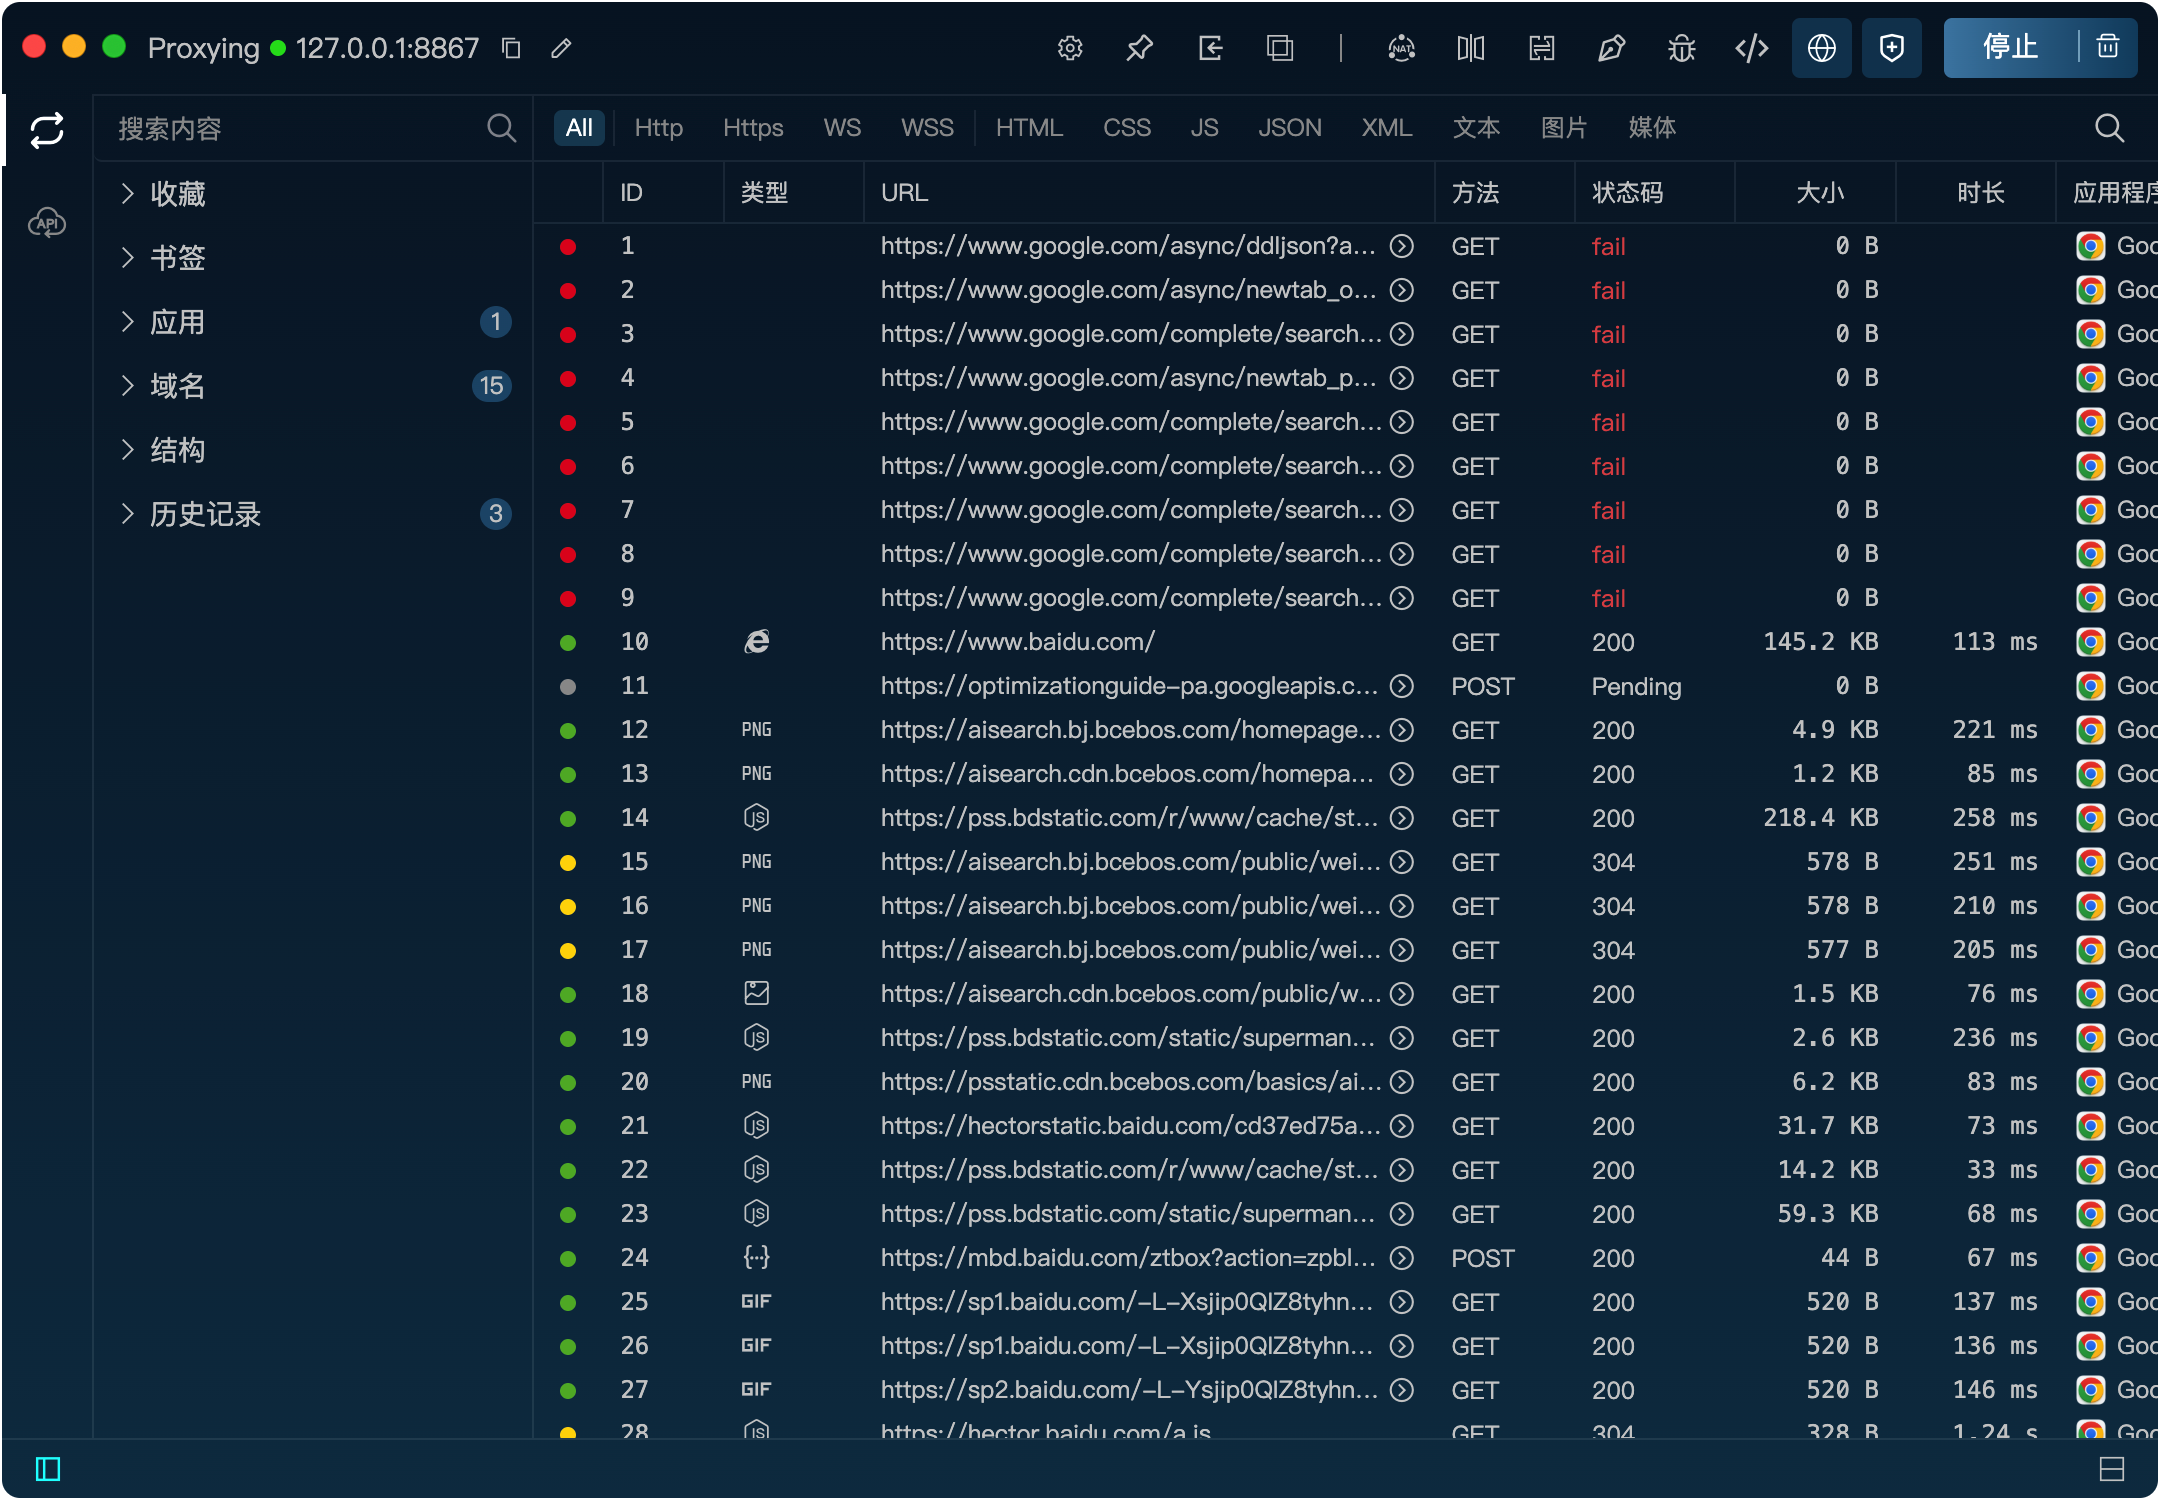 Proxying 127.0.0.1:8867 NAT 停止
搜索内容
All Http Https WS WSS HTML CSS JS JSON XML 文本 图片 媒体
API
收藏
书签
应用 1
域名 15
结构
历史记录 3
ID 类型 URL 方法 状态码 大小 时长 应用程序
1 https://www.google.com/async/ddljson?a... GET fail 0 B Goo
2 https://www.google.com/async/newtab_o... GET fail 0 B Goo
3 https://www.google.com/complete/search... GET fail 0 B Goo
4 https://www.google.com/async/newtab_p... GET fail 0 B Goo
5 https://www.google.com/complete/search... GET fail 0 B Goo
6 https://www.google.com/complete/search... GET fail 0 B Goo
7 https://www.google.com/complete/search... GET fail 0 B Goo
8 https://www.google.com/complete/search... GET fail 0 B Goo
9 https://www.google.com/complete/search... GET fail 0 B Goo
10 https://www.baidu.com/ GET 200 145.2 KB 113 ms Goo
11 https://optimizationguide-pa.googleapis.c... POST Pending 0 B Goo
12 PNG https://aisearch.bj.bcebos.com/homepage... GET 200 4.9 KB 221 ms Goo
13 PNG https://aisearch.cdn.bcebos.com/homepa... GET 200 1.2 KB 85 ms Goo
14 JS https://pss.bdstatic.com/r/www/cache/st... GET 200 218.4 KB 258 ms Goo
15 PNG https://aisearch.bj.bcebos.com/public/wei... GET 304 578 B 251 ms Goo
16 PNG https://aisearch.bj.bcebos.com/public/wei... GET 304 578 B 210 ms Goo
17 PNG https://aisearch.bj.bcebos.com/public/wei... GET 304 577 B 205 ms Goo
18 https://aisearch.cdn.bcebos.com/public/w... GET 200 1.5 KB 76 ms Goo
19 JS https://pss.bdstatic.com/static/superman... GET 200 2.6 KB 236 ms Goo
20 PNG https://psstatic.cdn.bcebos.com/basics/ai... GET 200 6.2 KB 83 ms Goo
21 JS https://hectorstatic.baidu.com/cd37ed75a... GET 200 31.7 KB 73 ms Goo
22 JS https://pss.bdstatic.com/r/www/cache/st... GET 200 14.2 KB 33 ms Goo
23 JS https://pss.bdstatic.com/static/superman... GET 200 59.3 KB 68 ms Goo
24 {...} https://mbd.baidu.com/ztbox?action=zpbl... POST 200 44 B 67 ms Goo
25 GIF https://sp1.baidu.com/-L-Xsjip0QIZ8tyhn... GET 200 520 B 137 ms Goo
26 GIF https://sp1.baidu.com/-L-Xsjip0QIZ8tyhn... GET 200 520 B 136 ms Goo
27 GIF https://sp2.baidu.com/-L-Ysjip0QIZ8tyhn... GET 200 520 B 146 ms Goo
28 JS https://hector.baidu.com/a.js GET 304 328 B 1.24 s Goo